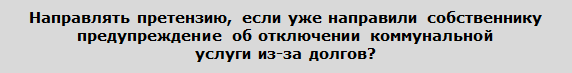 Направлять претензию, если уже направили собственнику
предупреждение об отключении коммунальной
услуги из-за долгов?